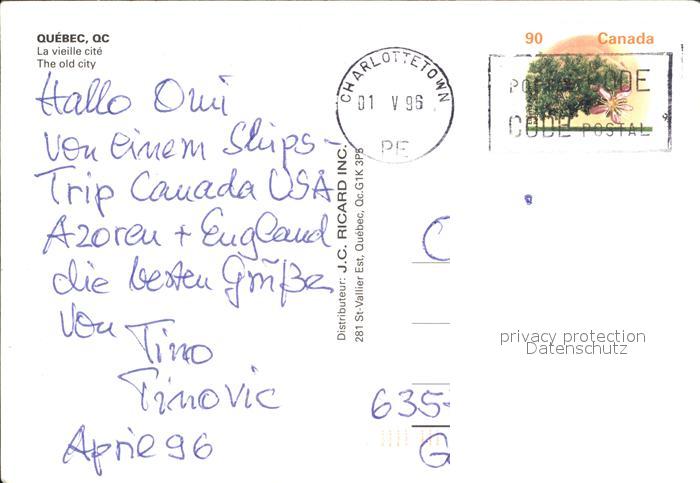 QUÉBEC, QC
La vieille cité
The old city
Hallo Omi
von einem Ships-
Trip Canada USA
Azoren + England
die besten Grüße
von Tino
Tinovic
April 96
Distributeur: J.C. RICARD INC.
281 St-Vallier Est, Québec, Qc.G1K 3P5
CHARLOTTETOWN
01 V 96
PE
90 Canada
POSTAL CODE
CODE POSTAL
C
635
G
privacy protection
Datenschutz